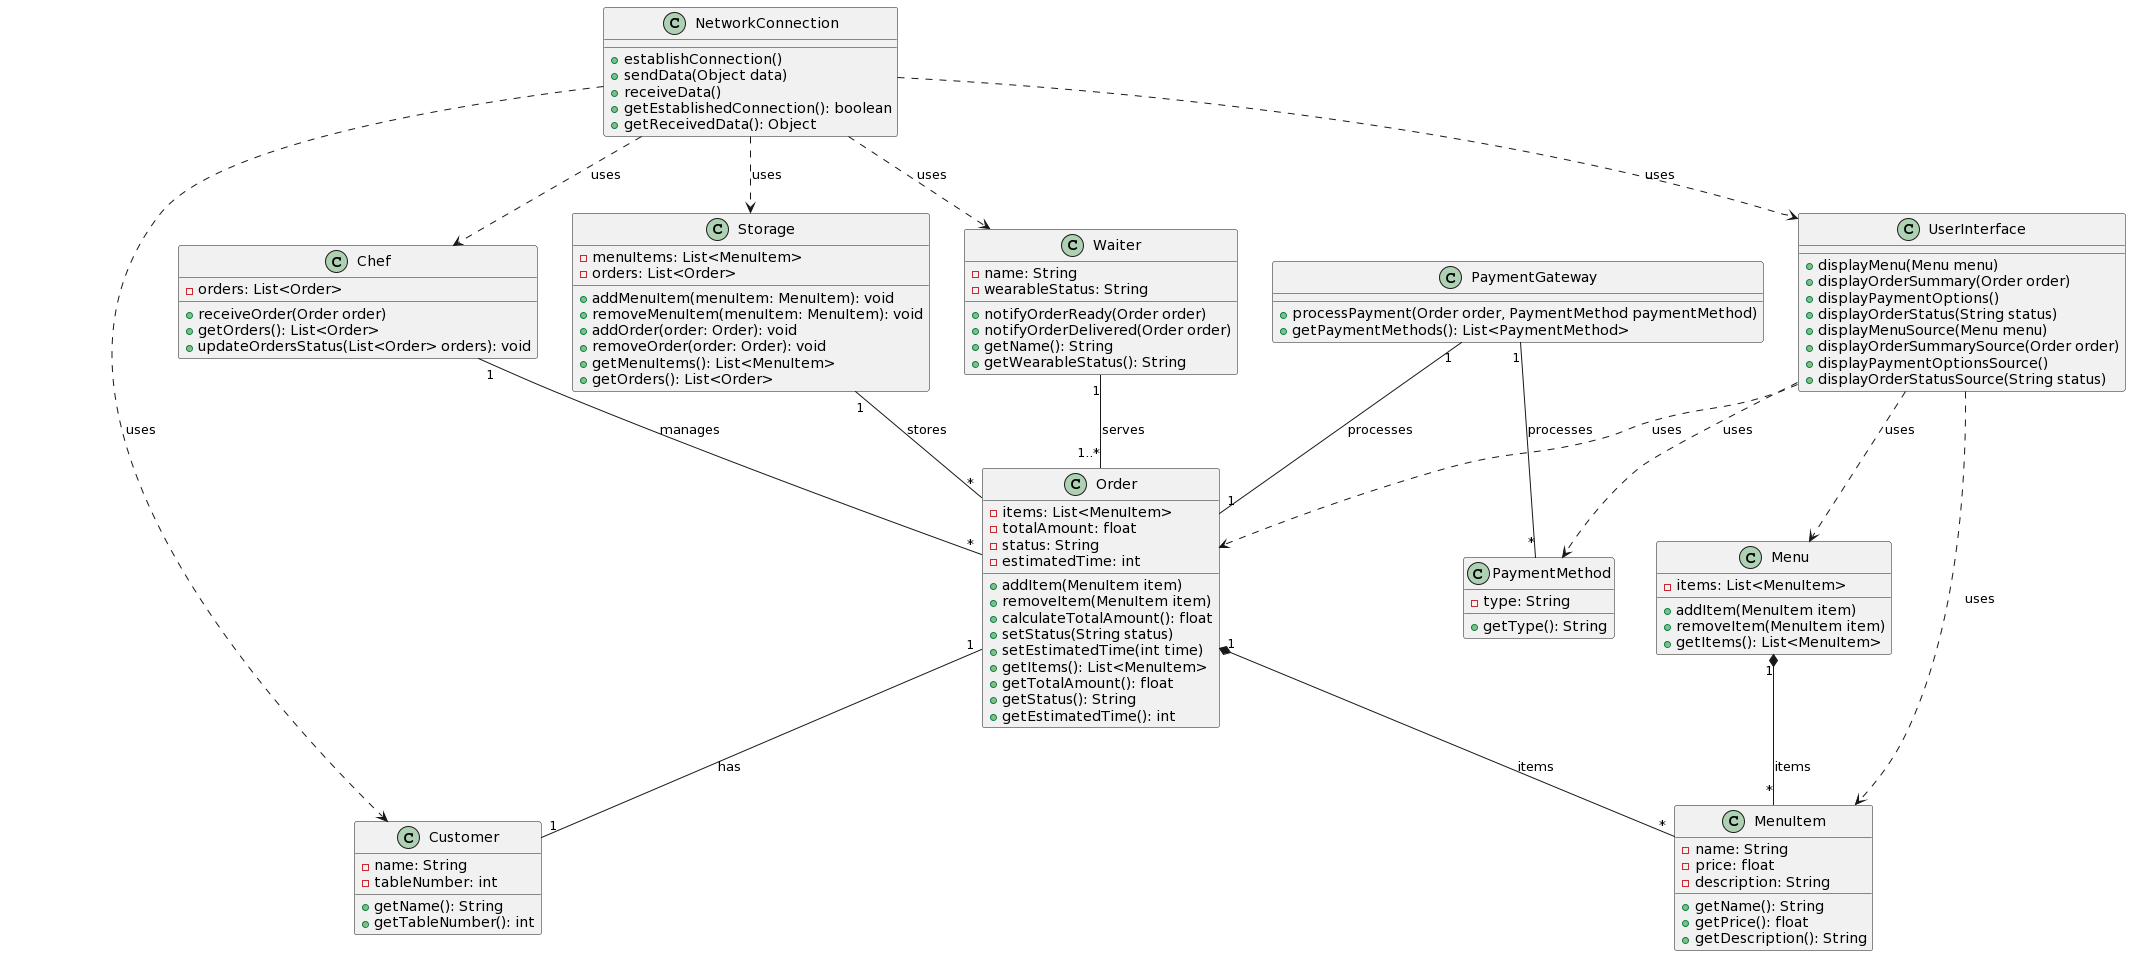 NetworkConnection
establishConnection()
sendData(Object data)
receiveData()
getEstablishedConnection(): boolean
getReceivedData(): Object
uses
uses
uses
uses
Chef
orders: List<Order>
receiveOrder(Order order)
getOrders(): List<Order>
updateOrdersStatus(List<Order> orders): void
Storage
menuItems: List<MenuItem>
orders: List<Order>
addMenuItem(menuItem: MenuItem): void
removeMenuItem(menuItem: MenuItem): void
addOrder(order: Order): void
removeOrder(order: Order): void
getMenuItems(): List<MenuItem>
getOrders(): List<Order>
Waiter
name: String
wearableStatus: String
notifyOrderReady(Order order)
notifyOrderDelivered(Order order)
getName(): String
getWearableStatus(): String
PaymentGateway
processPayment(Order order, PaymentMethod paymentMethod)
getPaymentMethods(): List<PaymentMethod>
UserInterface
displayMenu(Menu menu)
displayOrderSummary(Order order)
displayPaymentOptions()
displayOrderStatus(String status)
displayMenuSource(Menu menu)
displayOrderSummarySource(Order order)
displayPaymentOptionsSource()
displayOrderStatusSource(String status)
1
1
1
1
1
uses
manages
stores
serves
processes
processes
uses
uses
uses
uses
*
*
1..*
1
*
Order
items: List<MenuItem>
totalAmount: float
status: String
estimatedTime: int
addItem(MenuItem item)
removeItem(MenuItem item)
calculateTotalAmount(): float
setStatus(String status)
setEstimatedTime(int time)
getItems(): List<MenuItem>
getTotalAmount(): float
getStatus(): String
getEstimatedTime(): int
PaymentMethod
type: String
getType(): String
Menu
items: List<MenuItem>
addItem(MenuItem item)
removeItem(MenuItem item)
getItems(): List<MenuItem>
1
1
1
has
items
items
1
*
*
Customer
name: String
tableNumber: int
getName(): String
getTableNumber(): int
MenuItem
name: String
price: float
description: String
getName(): String
getPrice(): float
getDescription(): String